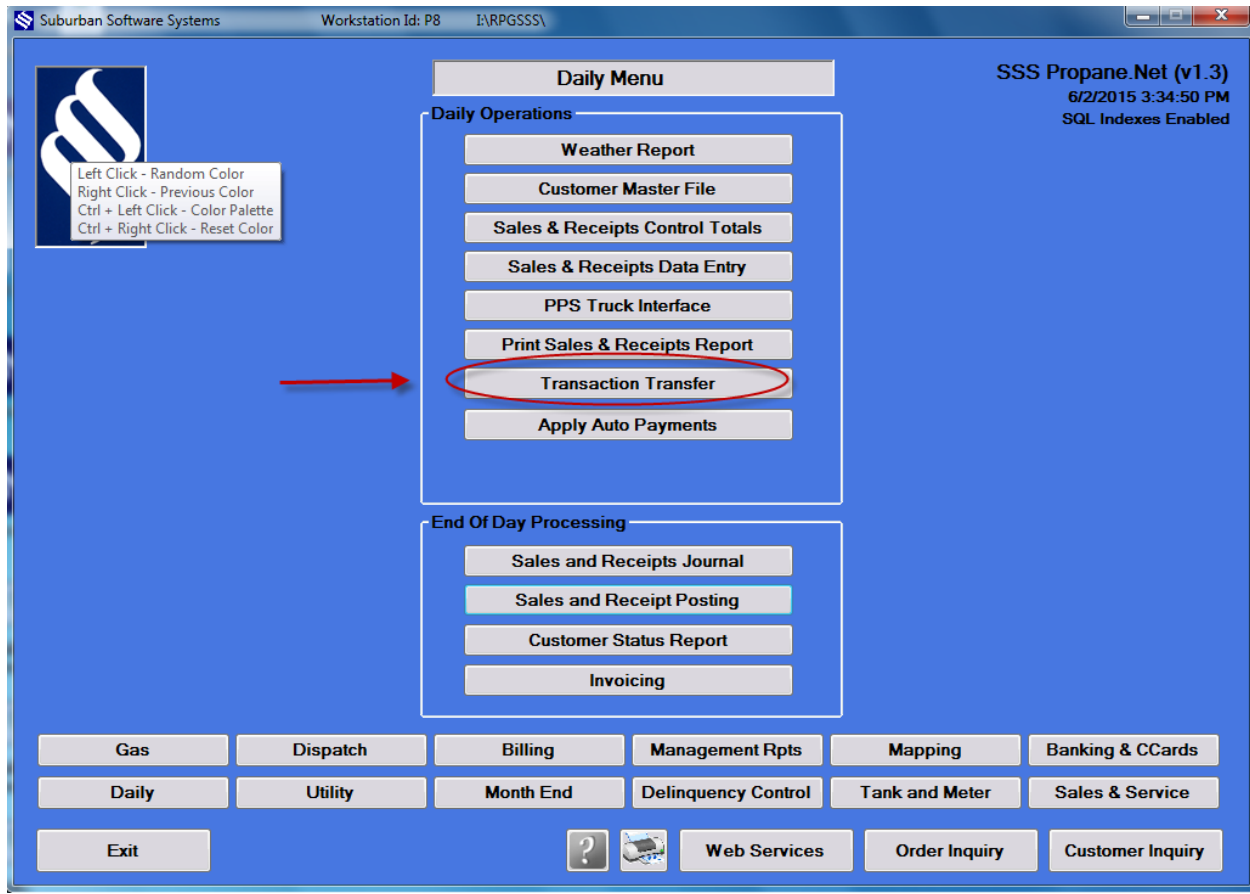 Suburban Software Systems Workstation Id: P8 I:\RPGSSS\
Daily Menu
SSS Propane.Net (v1.3)
6/2/2015 3:34:50 PM
SQL Indexes Enabled
Left Click - Random Color
Right Click - Previous Color
Ctrl + Left Click - Color Palette
Ctrl + Right Click - Reset Color
Daily Operations
Weather Report
Customer Master File
Sales & Receipts Control Totals
Sales & Receipts Data Entry
PPS Truck Interface
Print Sales & Receipts Report
Transaction Transfer
Apply Auto Payments
End Of Day Processing
Sales and Receipts Journal
Sales and Receipt Posting
Customer Status Report
Invoicing
Gas Dispatch Billing Management Rpts Mapping Banking & CCards
Daily Utility Month End Delinquency Control Tank and Meter Sales & Service
Exit ? Web Services Order Inquiry Customer Inquiry